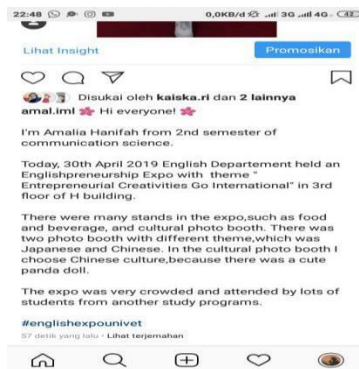 22:48 0,0KB/d 3G 4G 42
Lihat Insight
Promosikan
Disukai oleh kaiska.ri dan 2 lainnya
amal.iml 🌺 Hi everyone! 🌺
I'm Amalia Hanifah from 2nd semester of
communication science.
Today, 30th April 2019 English Departement held an
Englishpreneurship Expo with theme "
Entrepreneurial Creativities Go International" in 3rd
floor of H building.
There were many stands in the expo,such as food
and beverage, and cultural photo booth. There was
two photo booth with different theme,which was
Japanese and Chinese. In the cultural photo booth I
choose Chinese culture,because there was a cute
panda doll.
The expo was very crowded and attended by lots of
students from another study programs.
#englishexpounivet
57 detik yang lalu · Lihat terjemahan